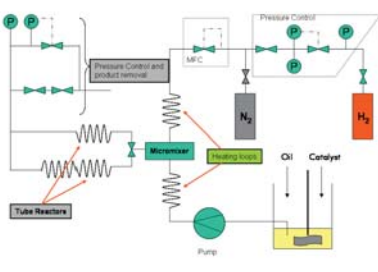 Pressure Control
P
P
P
P
P
Pressure Control and
product removal
MFC
N2
H2
Micromixer
Heating loops
Oil
Catalyst
Tube Reactors
Pump